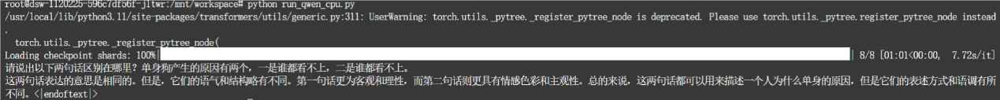 root@dsw-1120225-596c7df56f-jltwr:/mnt/workspace# python run_qwen_cpu.py
/usr/local/lib/python3.11/site-packages/transformers/utils/generic.py:311: UserWarning: torch.utils._pytree._register_pytree_node is deprecated. Please use torch.utils._pytree.register_pytree_node instead
.
  torch.utils._pytree._register_pytree_node(
Loading checkpoint shards: 100%| | 8/8 [01:01<00:00,  7.72s/it]
请说出以下两句话区别在哪里？单身狗产生的原因有两个，一是谁都看不上，二是谁都看不上。
这两句话表达的意思是相同的。但是，它们的语气和结构略有不同。第一句话更为客观和理性，而第二句话则更具有情感色彩和主观性。总的来说，这两句话都可以用来描述一个人为什么单身的原因，但是它们的表述方式和语调有所
不同。<|endoftext|>